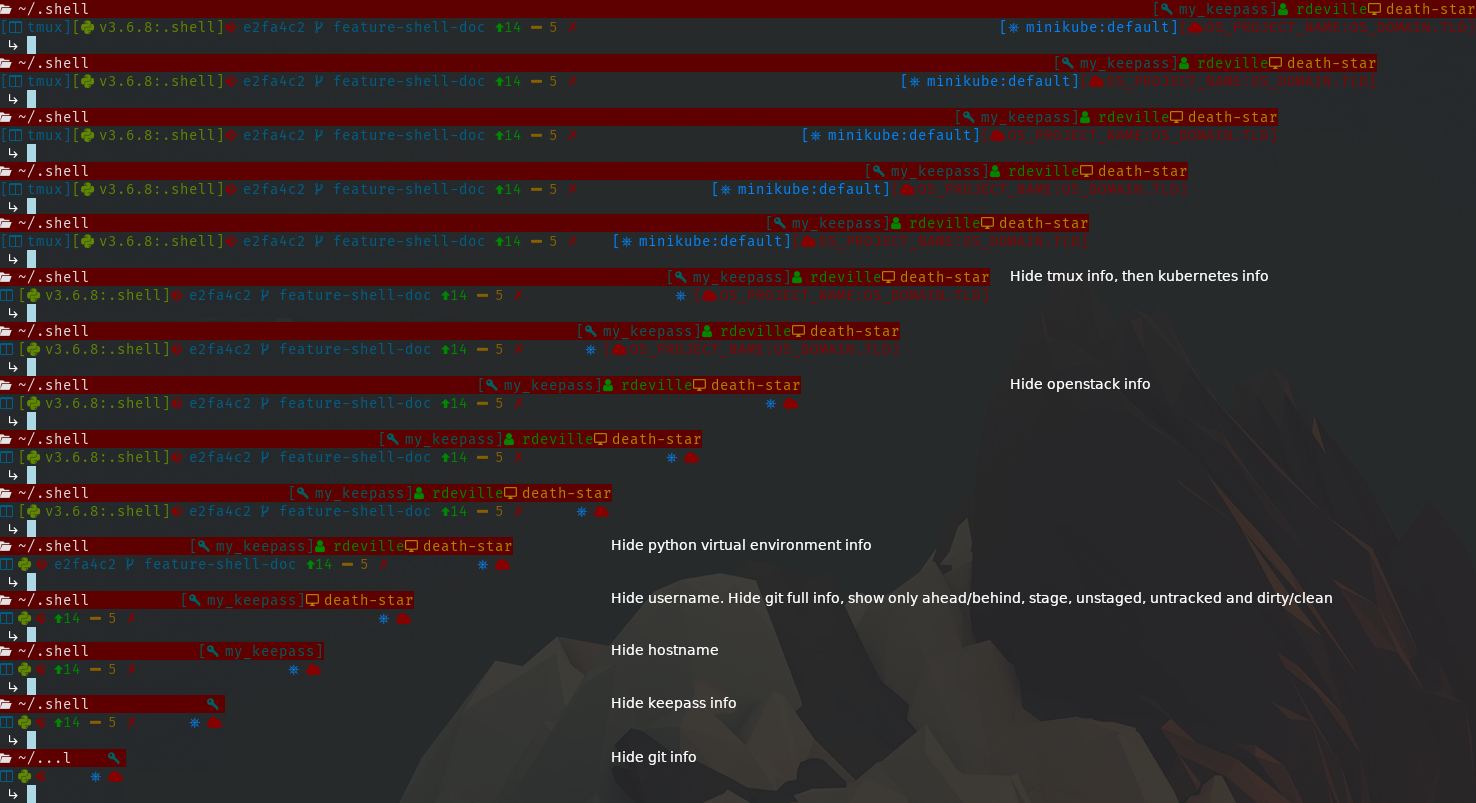 ~/.shell [ my_keepass] rdeville death-star
[ tmux][ v3.6.8:.shell] e2fa4c2 feature-shell-doc ↑14 — 5 ✗ [ minikube:default][ OS_PROJECT_NAME:OS_DOMAIN.TLD]
↳
~/.shell [ my_keepass] rdeville death-star
[ tmux][ v3.6.8:.shell] e2fa4c2 feature-shell-doc ↑14 — 5 ✗ [ minikube:default][ OS_PROJECT_NAME:OS_DOMAIN.TLD]
↳
~/.shell [ my_keepass] rdeville death-star
[ tmux][ v3.6.8:.shell] e2fa4c2 feature-shell-doc ↑14 — 5 ✗ [ minikube:default][ OS_PROJECT_NAME:OS_DOMAIN.TLD]
↳
~/.shell [ my_keepass] rdeville death-star
[ tmux][ v3.6.8:.shell] e2fa4c2 feature-shell-doc ↑14 — 5 ✗ [ minikube:default][ OS_PROJECT_NAME:OS_DOMAIN.TLD]
↳
~/.shell [ my_keepass] rdeville death-star
[ tmux][ v3.6.8:.shell] e2fa4c2 feature-shell-doc ↑14 — 5 ✗ [ minikube:default][ OS_PROJECT_NAME:OS_DOMAIN.TLD]
↳
~/.shell [ my_keepass] rdeville death-star Hide tmux info, then kubernetes info
[ v3.6.8:.shell] e2fa4c2 feature-shell-doc ↑14 — 5 ✗ [ OS_PROJECT_NAME:OS_DOMAIN.TLD]
↳
~/.shell [ my_keepass] rdeville death-star
[ v3.6.8:.shell] e2fa4c2 feature-shell-doc ↑14 — 5 ✗ [ OS_PROJECT_NAME:OS_DOMAIN.TLD]
↳
~/.shell [ my_keepass] rdeville death-star Hide openstack info
[ v3.6.8:.shell] e2fa4c2 feature-shell-doc ↑14 — 5 ✗
↳
~/.shell [ my_keepass] rdeville death-star
[ v3.6.8:.shell] e2fa4c2 feature-shell-doc ↑14 — 5 ✗
↳
~/.shell [ my_keepass] rdeville death-star
[ v3.6.8:.shell] e2fa4c2 feature-shell-doc ↑14 — 5 ✗
↳
~/.shell [ my_keepass] rdeville death-star Hide python virtual environment info
e2fa4c2 feature-shell-doc ↑14 — 5 ✗
↳
~/.shell [ my_keepass] death-star Hide username. Hide git full info, show only ahead/behind, stage, unstaged, untracked and dirty/clean
↑14 — 5 ✗
↳
~/.shell [ my_keepass] Hide hostname
↑14 — 5 ✗
↳
~/.shell Hide keepass info
↑14 — 5 ✗
↳
~/...l Hide git info
↳